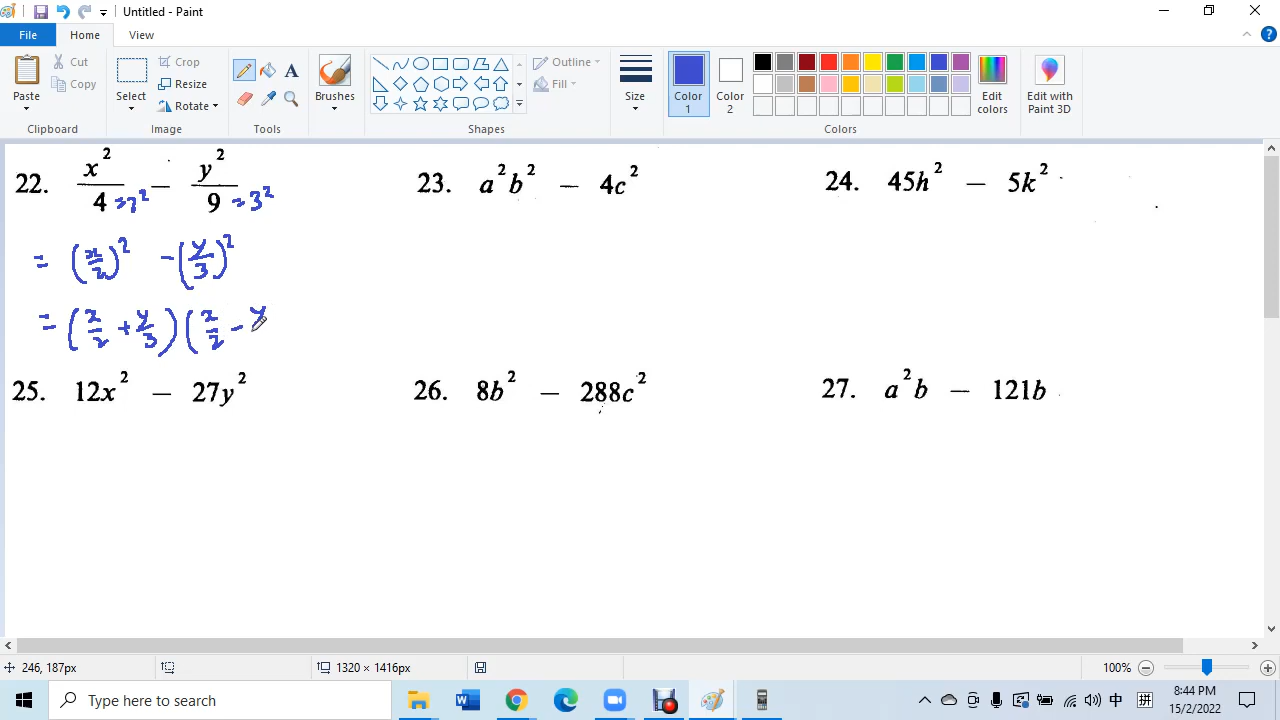 Untitled - Paint
File Home View
Paste Cut Copy
Select Crop Resize Rotate
Brushes
Outline Fill
Size
Color 1
Color 2
Edit colors
Edit with Paint 3D
Clipboard Image Tools Shapes Colors
22. x²/4 - y²/9 = 3²
23. a²b² - 4c²
24. 45h² - 5k²
= (x/2)² - (y/3)²
= (x/2 + y/3)(x/2 - y
25. 12x² - 27y²
26. 8b² - 288c²
27. a²b - 121b
246, 187px
1320 × 1416px
100%
Type here to search
中
拼
8:44 PM
15/2/2022